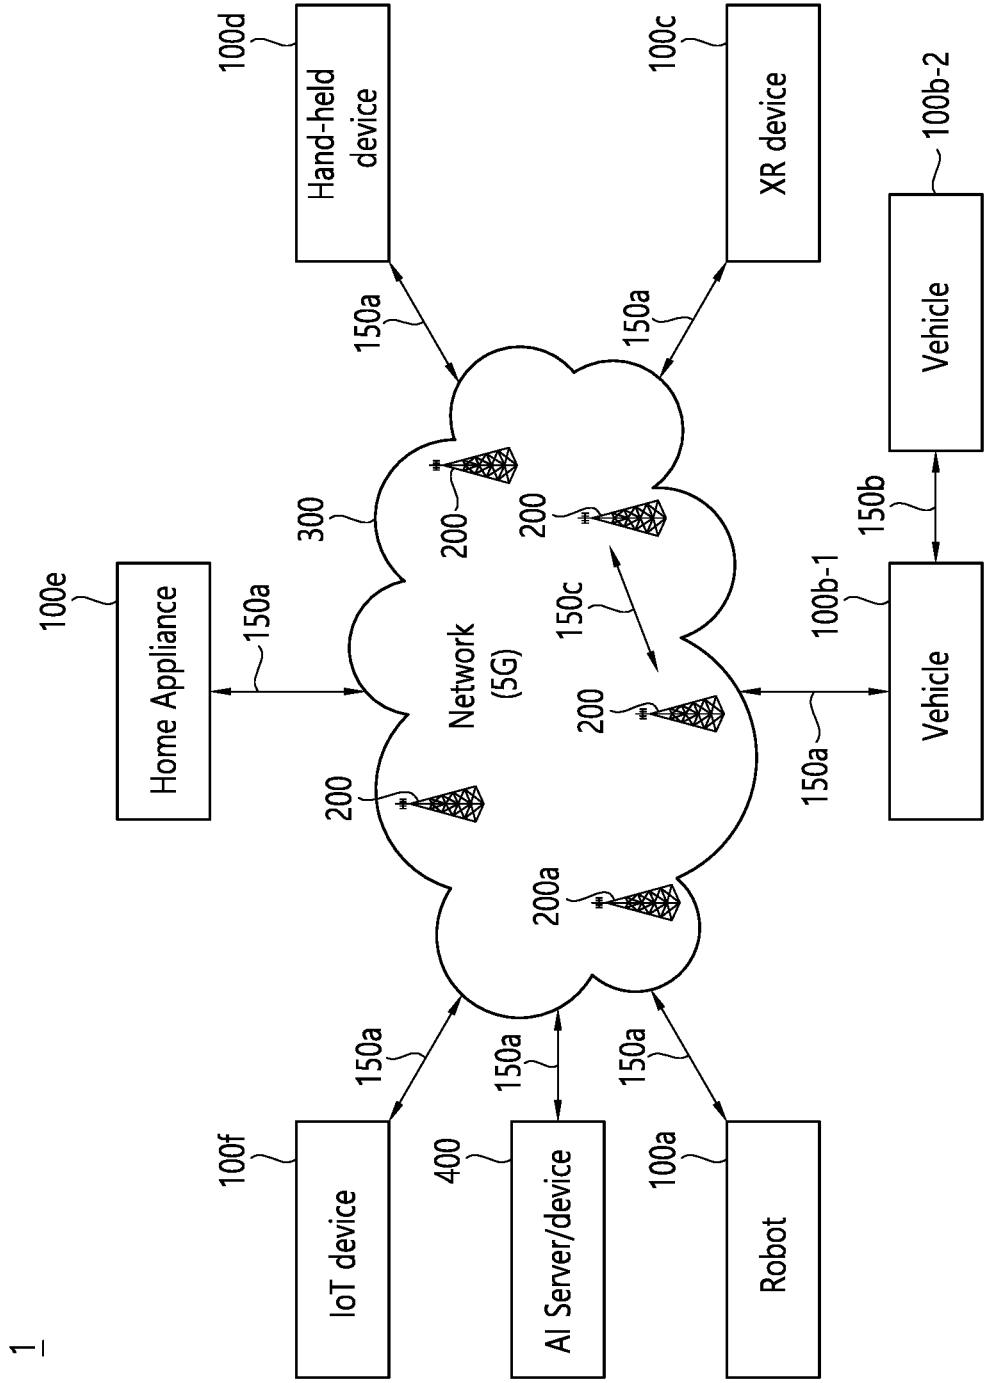 1
100e
Home Appliance
150a
100f
IoT device
150a
300
150a
100d
Hand-held
device
200
Network
(5G)
200
400
AI Server/device
150a
200a
200
150c
200
100a
Robot
150a
150a
100c
XR device
150a
100b-1
Vehicle
150b
100b-2
Vehicle